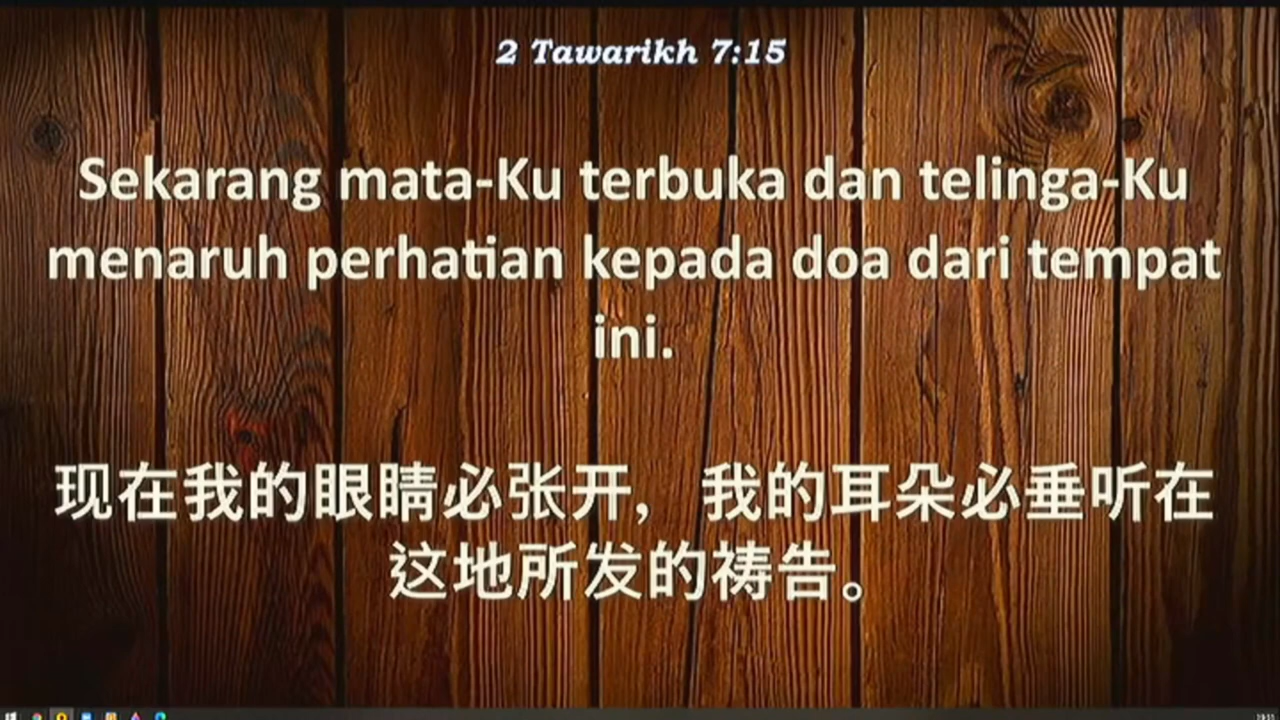 2 Tawarikh 7:15
Sekarang mata-Ku terbuka dan telinga-Ku
menaruh perhatian kepada doa dari tempat
ini.
现在我的眼睛必张开，我的耳朵必垂听在
这地所发的祷告。